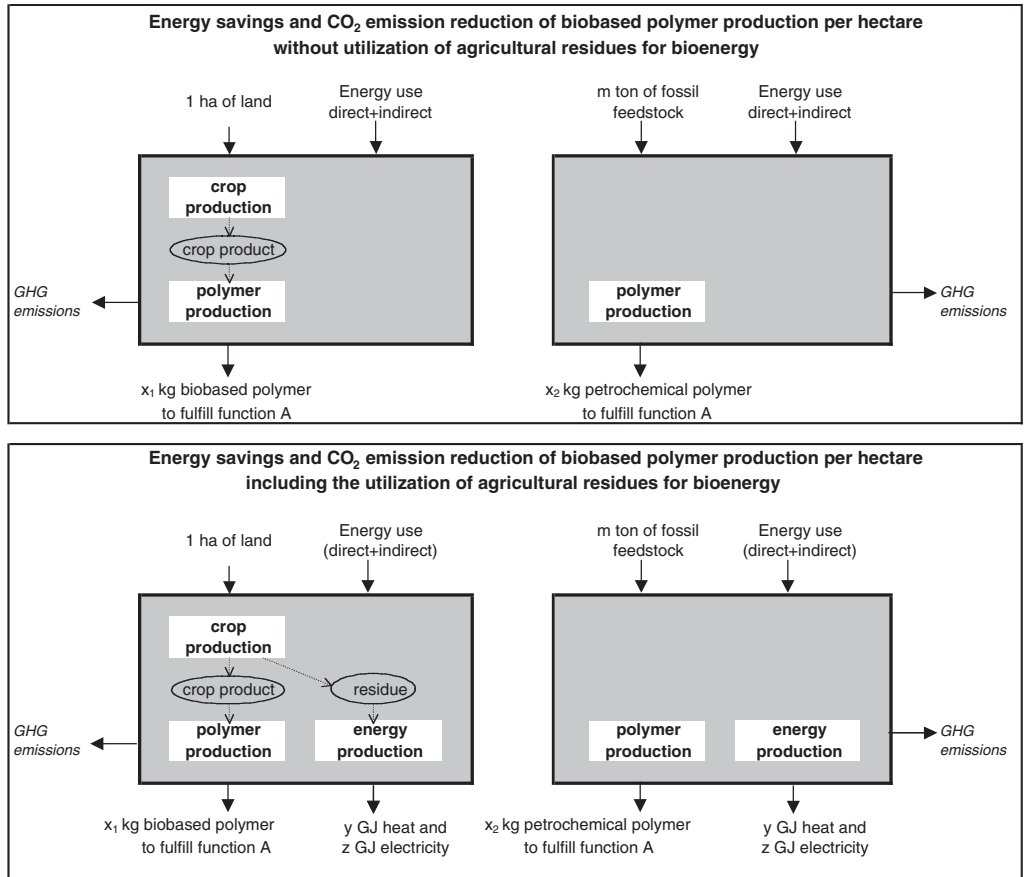 Energy savings and CO₂ emission reduction of biobased polymer production per hectare
without utilization of agricultural residues for bioenergy
1 ha of land
Energy use
direct+indirect
m ton of fossil
feedstock
Energy use
direct+indirect
crop
production
crop product
polymer
production
GHG
emissions
polymer
production
GHG
emissions
x₁ kg biobased polymer
to fulfill function A
x₂ kg petrochemical polymer
to fulfill function A
Energy savings and CO₂ emission reduction of biobased polymer production per hectare
including the utilization of agricultural residues for bioenergy
1 ha of land
Energy use
(direct+indirect)
m ton of fossil
feedstock
Energy use
(direct+indirect)
crop
production
crop product
residue
polymer
production
energy
production
GHG
emissions
polymer
production
energy
production
GHG
emissions
x₁ kg biobased polymer
to fulfill function A
y GJ heat and
z GJ electricity
x₂ kg petrochemical polymer
to fulfill function A
y GJ heat and
z GJ electricity